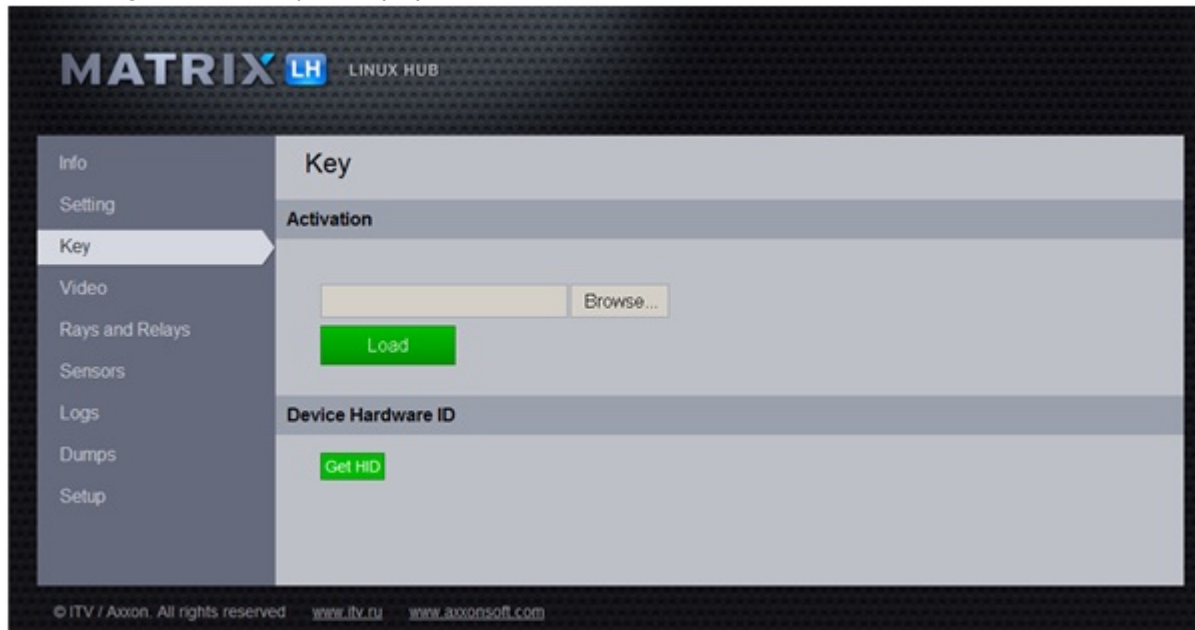 MATRIX LH LINUX HUB
Info
Setting
Key
Video
Rays and Relays
Sensors
Logs
Dumps
Setup
Key
Activation
Browse...
Load
Device Hardware ID
Get HID
© ITV / Axxon. All rights reserved www.itv.ru www.axxonsoft.com